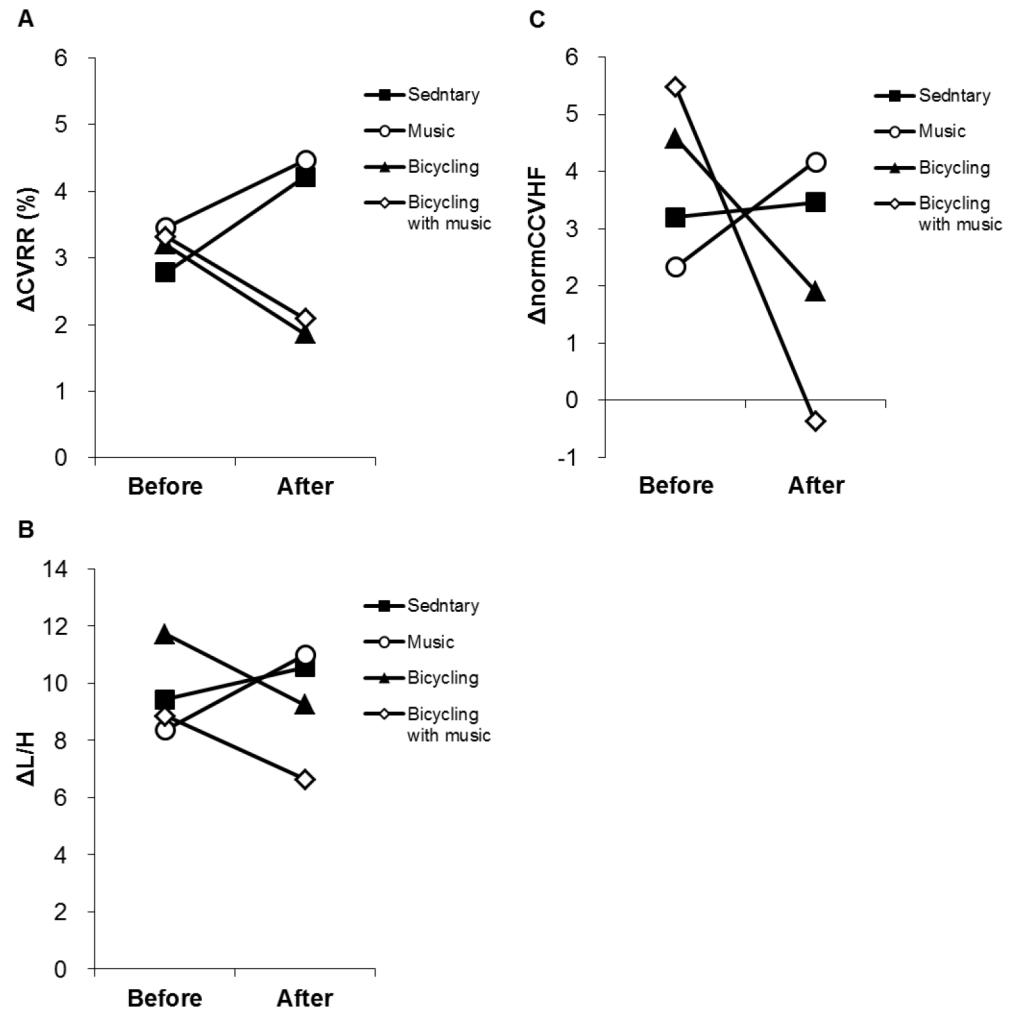 A
6
5
4
3
2
1
0
ΔCVRR (%)
Before After
Sedntary
Music
Bicycling
Bicycling
with music
C
6
5
4
3
2
1
0
-1
ΔnormCCVHF
Before After
Sedntary
Music
Bicycling
Bicycling
with music
B
14
12
10
8
6
4
2
0
ΔL/H
Before After
Sedntary
Music
Bicycling
Bicycling
with music